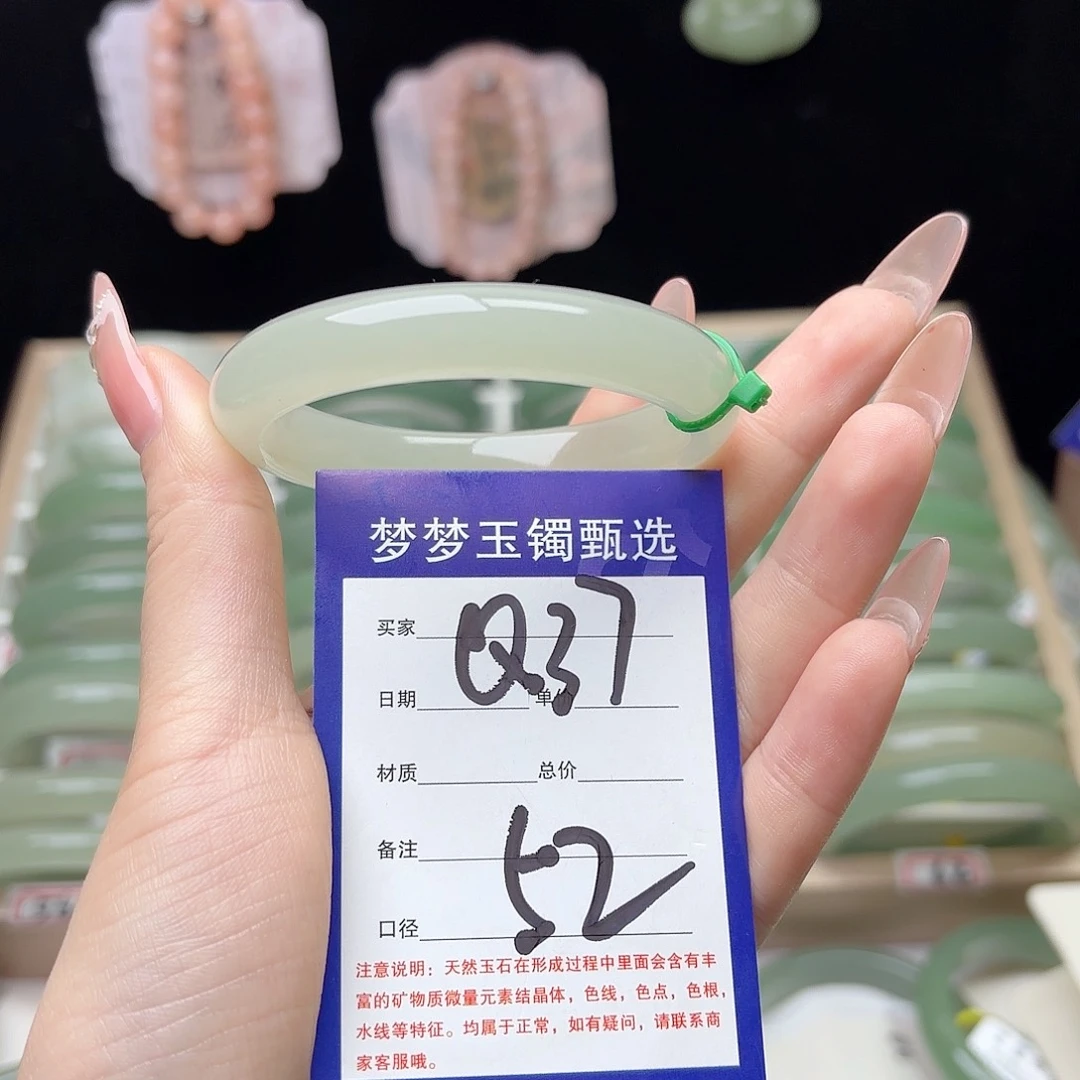 梦梦玉镯甄选
买家 Q37
日期 单价
材质 总价
备注
口径 52
注意说明：天然玉石在形成过程中里面会含有丰
富的矿物质微量元素结晶体，色线，色点，色根，
水线等特征。均属于正常，如有疑问，请联系商
家客服哦。